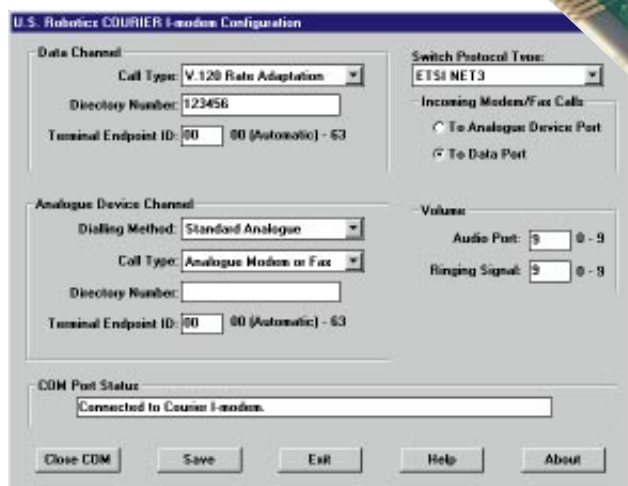 U.S. Robotics COURIER I-modem Configuration
Data Channel
Call Type: V.120 Rate Adaptation
Directory Number: 123456
Terminal Endpoint ID: 00 00 (Automatic) - 63
Switch Protocol Type:
ETSI NET3
Incoming Modem/Fax Calls
To Analogue Device Port
To Data Port
Analogue Device Channel
Dialling Method: Standard Analogue
Call Type: Analogue Modem or Fax
Directory Number:
Terminal Endpoint ID: 00 00 (Automatic) - 63
Volume
Audio Port: 9 0 - 9
Ringing Signal: 9 0 - 9
COM Port Status
Connected to Courier I-modem.
Close COM Save Exit Help About